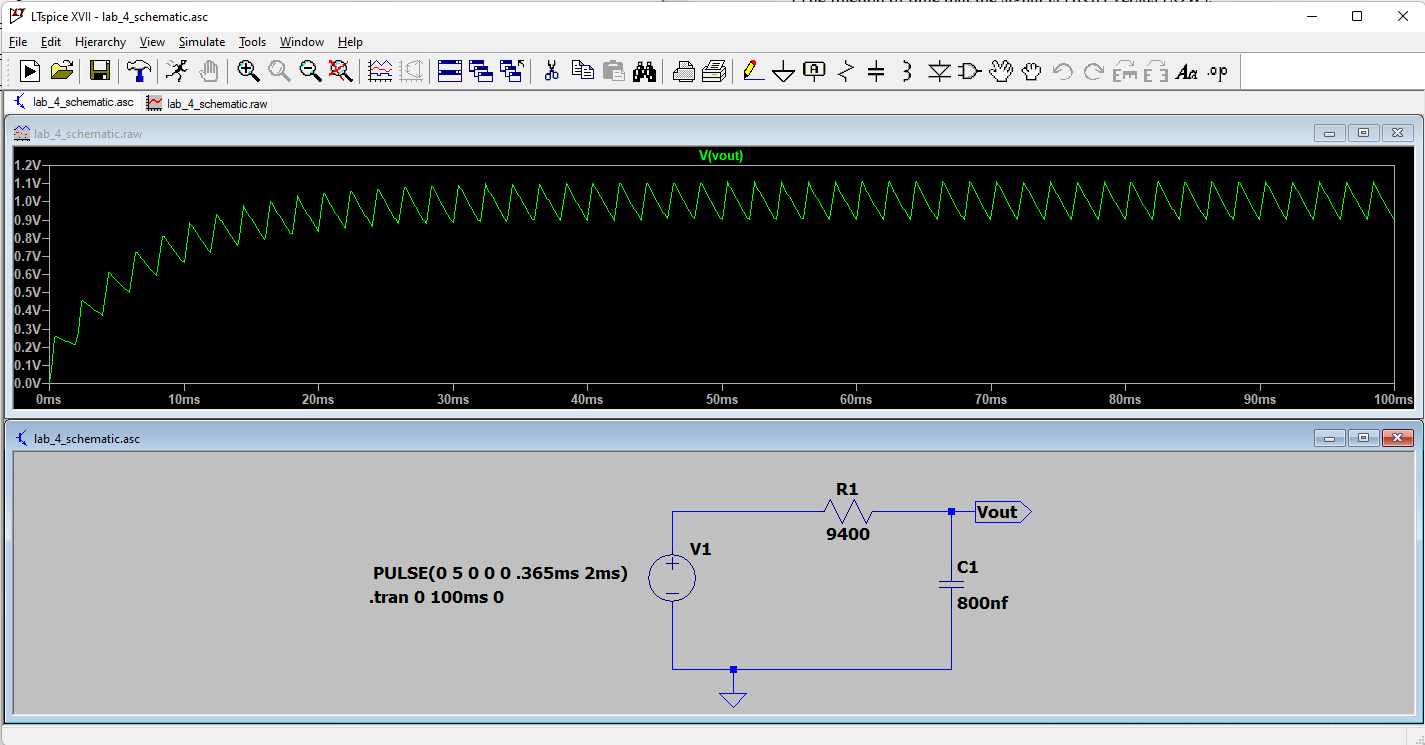 LTspice XVII - lab_4_schematic.asc
File Edit Hierarchy View Simulate Tools Window Help
A Aa .op
lab_4_schematic.asc lab_4_schematic.raw
lab_4_schematic.raw
V(vout)
1.2V
1.1V
1.0V
0.9V
0.8V
0.7V
0.6V
0.5V
0.4V
0.3V
0.2V
0.1V
0.0V
0ms 10ms 20ms 30ms 40ms 50ms 60ms 70ms 80ms 90ms 100ms
lab_4_schematic.asc
R1
9400
Vout
V1
PULSE(0 5 0 0 0 .365ms 2ms)
.tran 0 100ms 0
C1
800nf